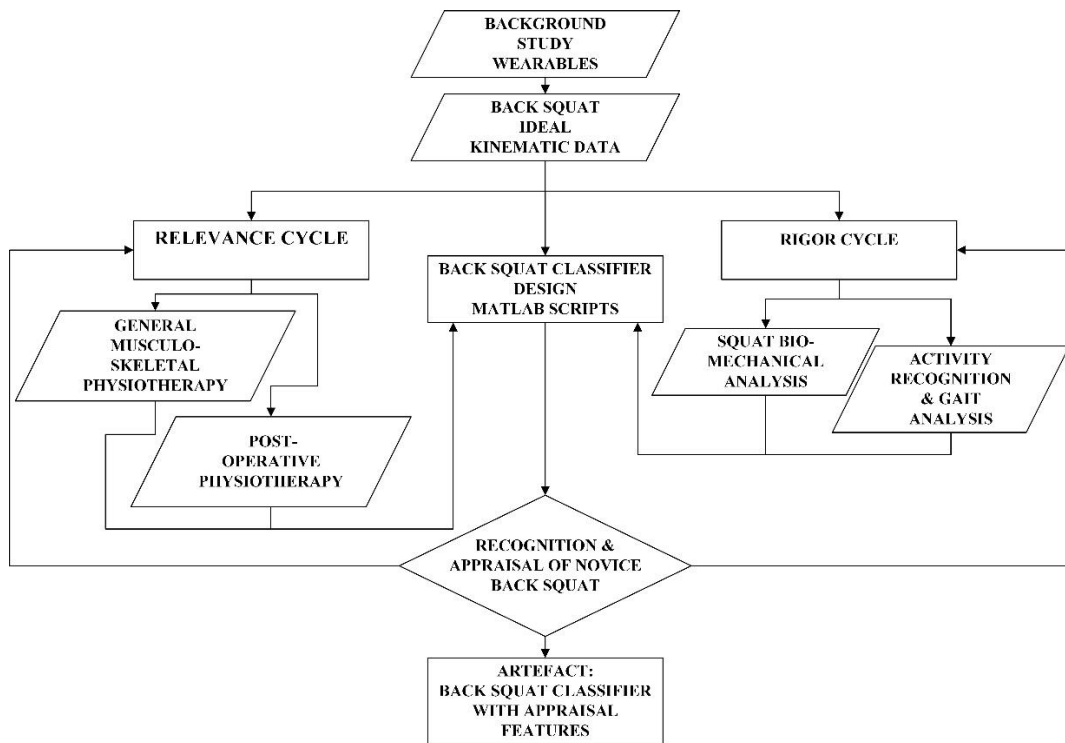 BACKGROUND
STUDY
WEARABLES
BACK SQUAT
IDEAL
KINEMATIC DATA
RELEVANCE CYCLE
BACK SQUAT CLASSIFIER
DESIGN
MATLAB SCRIPTS
RIGOR CYCLE
GENERAL
MUSCULO-
SKELETAL
PHYSIOTHERAPY
POST-
OPERATIVE
PHYSIOTHERAPY
SQUAT BIO-
MECHANICAL
ANALYSIS
ACTIVITY
RECOGNITION
& GAIT
ANALYSIS
RECOGNITION &
APPRAISAL OF NOVICE
BACK SQUAT
ARTEFACT:
BACK SQUAT CLASSIFIER
WITH APPRAISAL
FEATURES